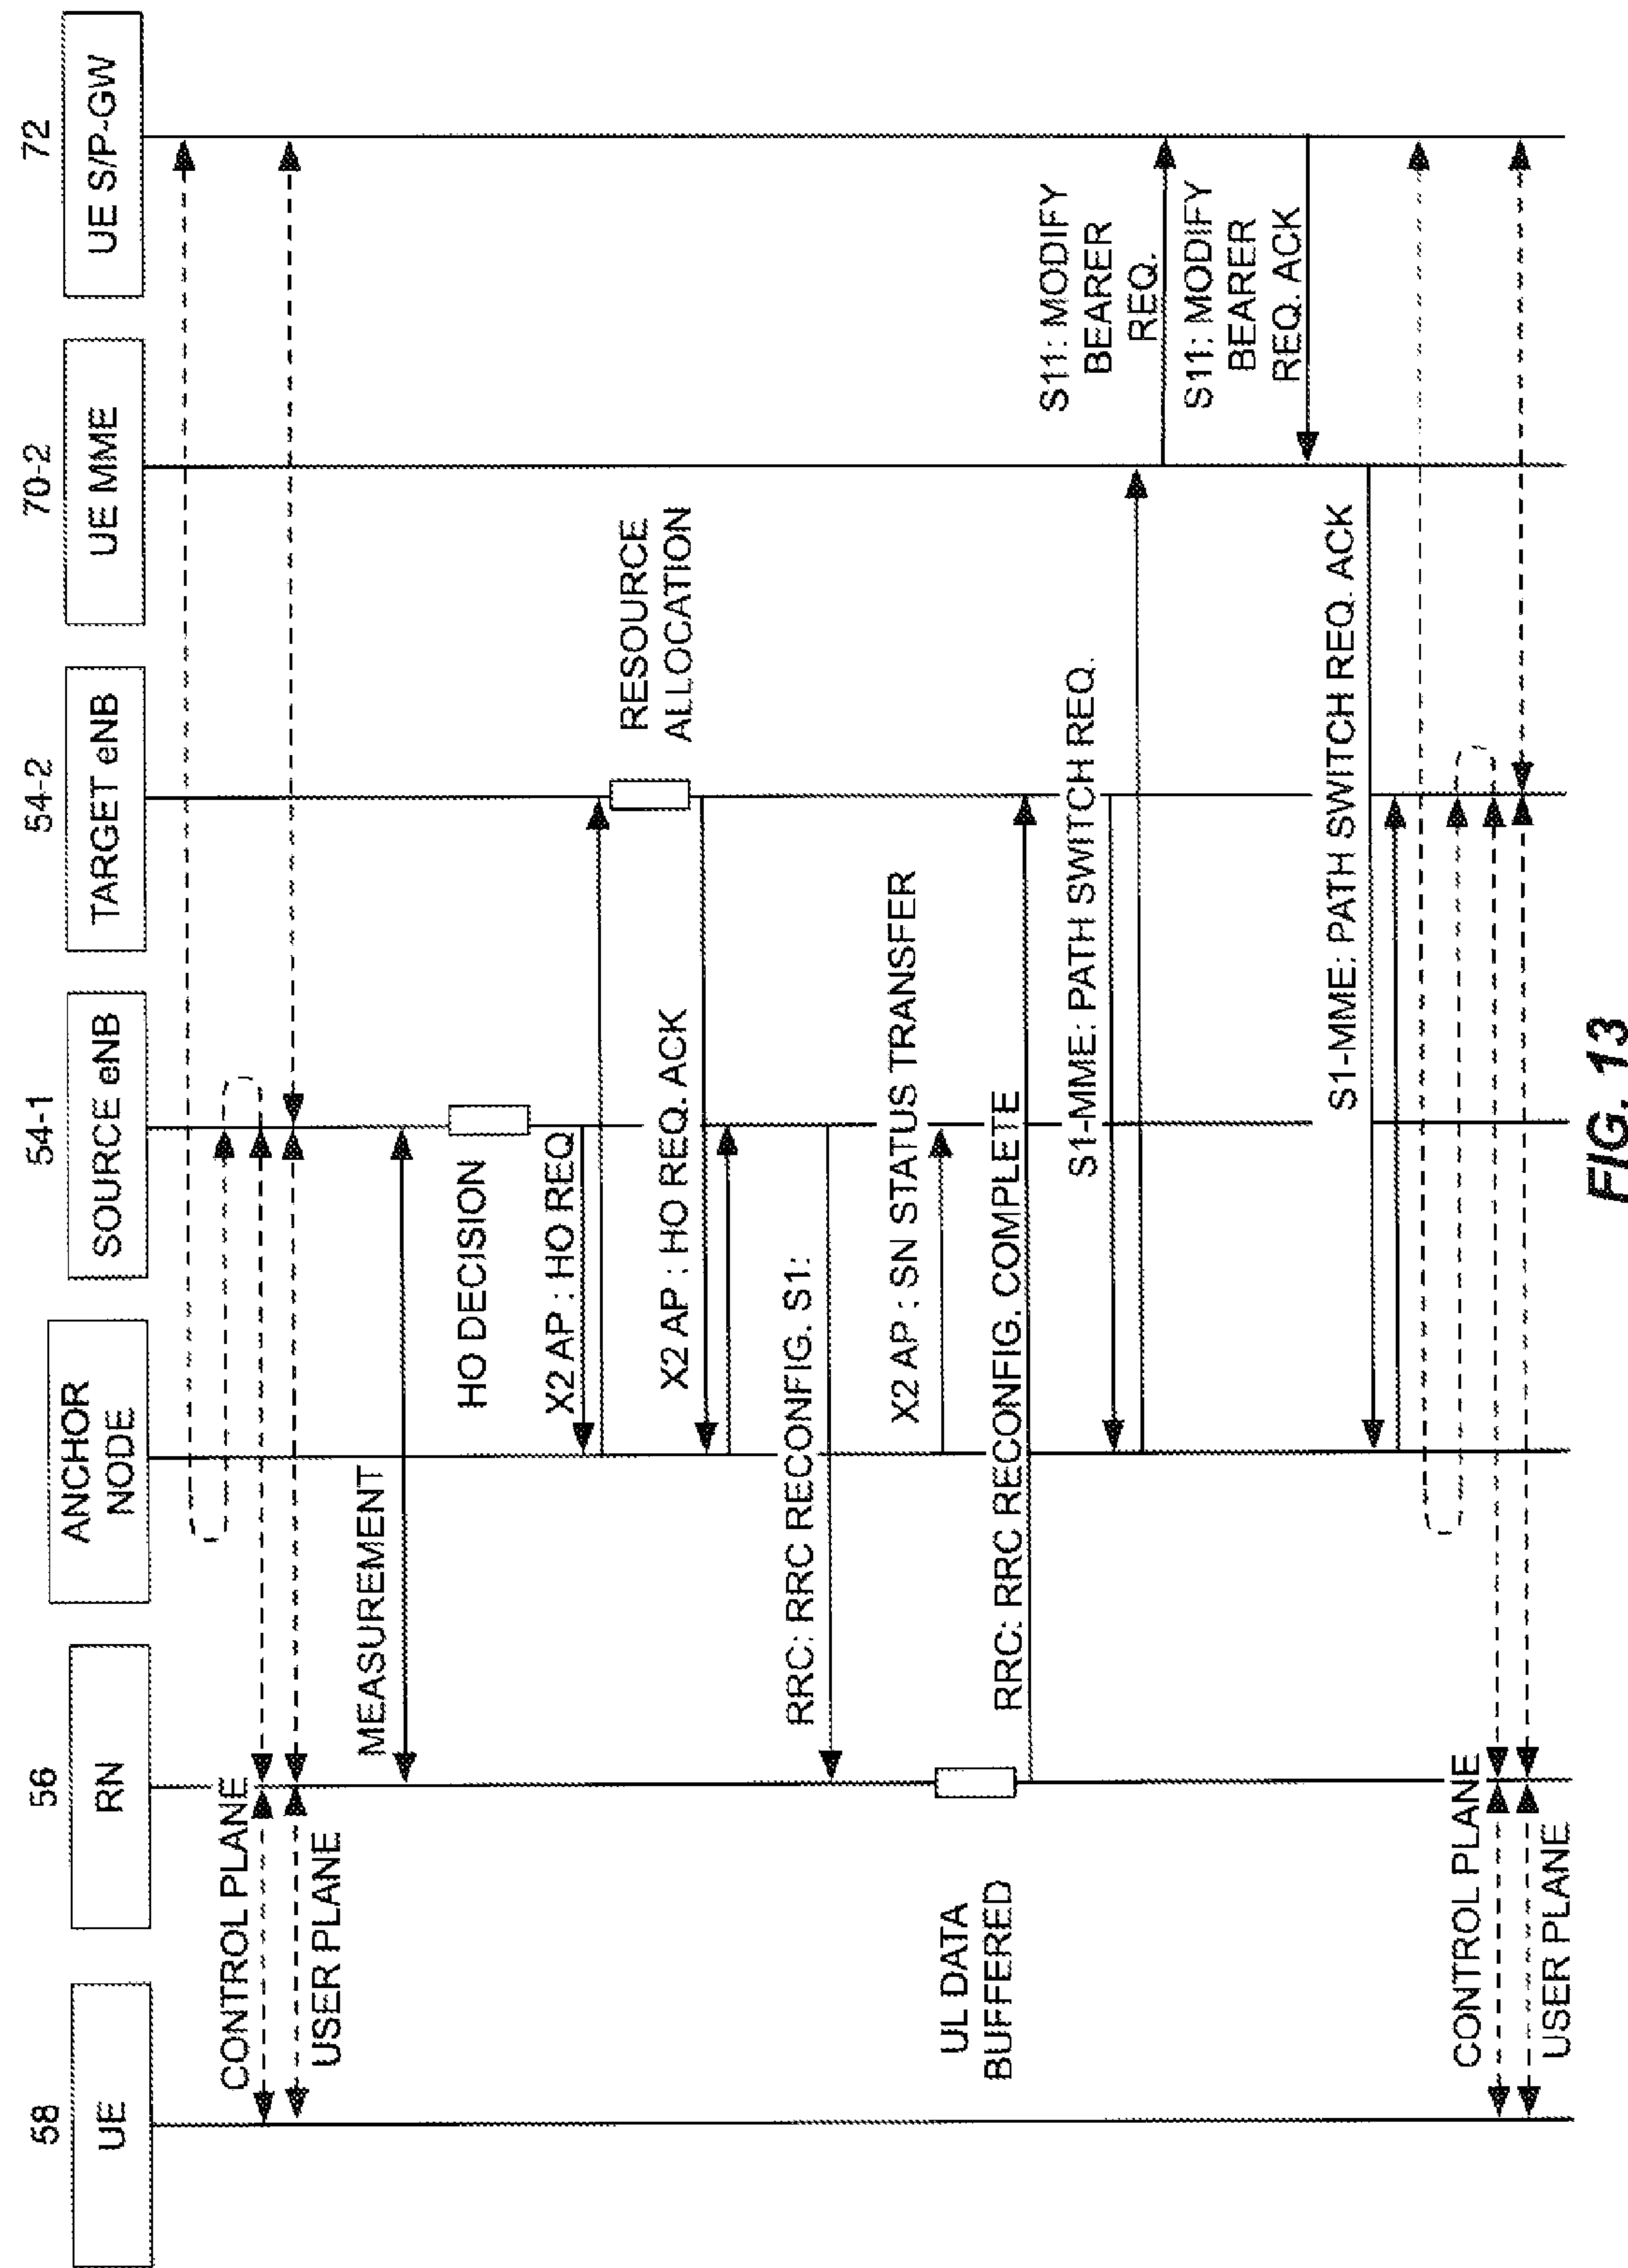 58
56
54-1
54-2
70-2
72
UE
RN
ANCHOR
NODE
SOURCE eNB
TARGET eNB
UE MME
UE S/P-GW
CONTROL PLANE
USER PLANE
MEASUREMENT
HO DECISION
X2 AP : HO REQ
RESOURCE
ALLOCATION
X2 AP : HO REQ. ACK
RRC: RRC RECONFIG. S1:
X2 AP : SN STATUS TRANSFER
UL DATA
BUFFERED
RRC: RRC RECONFIG. COMPLETE
S1-MME: PATH SWITCH REQ.
S11: MODIFY
BEARER
REQ.
S11: MODIFY
BEARER
REQ. ACK
S1-MME: PATH SWITCH REQ. ACK
CONTROL PLANE
USER PLANE
FIG. 13